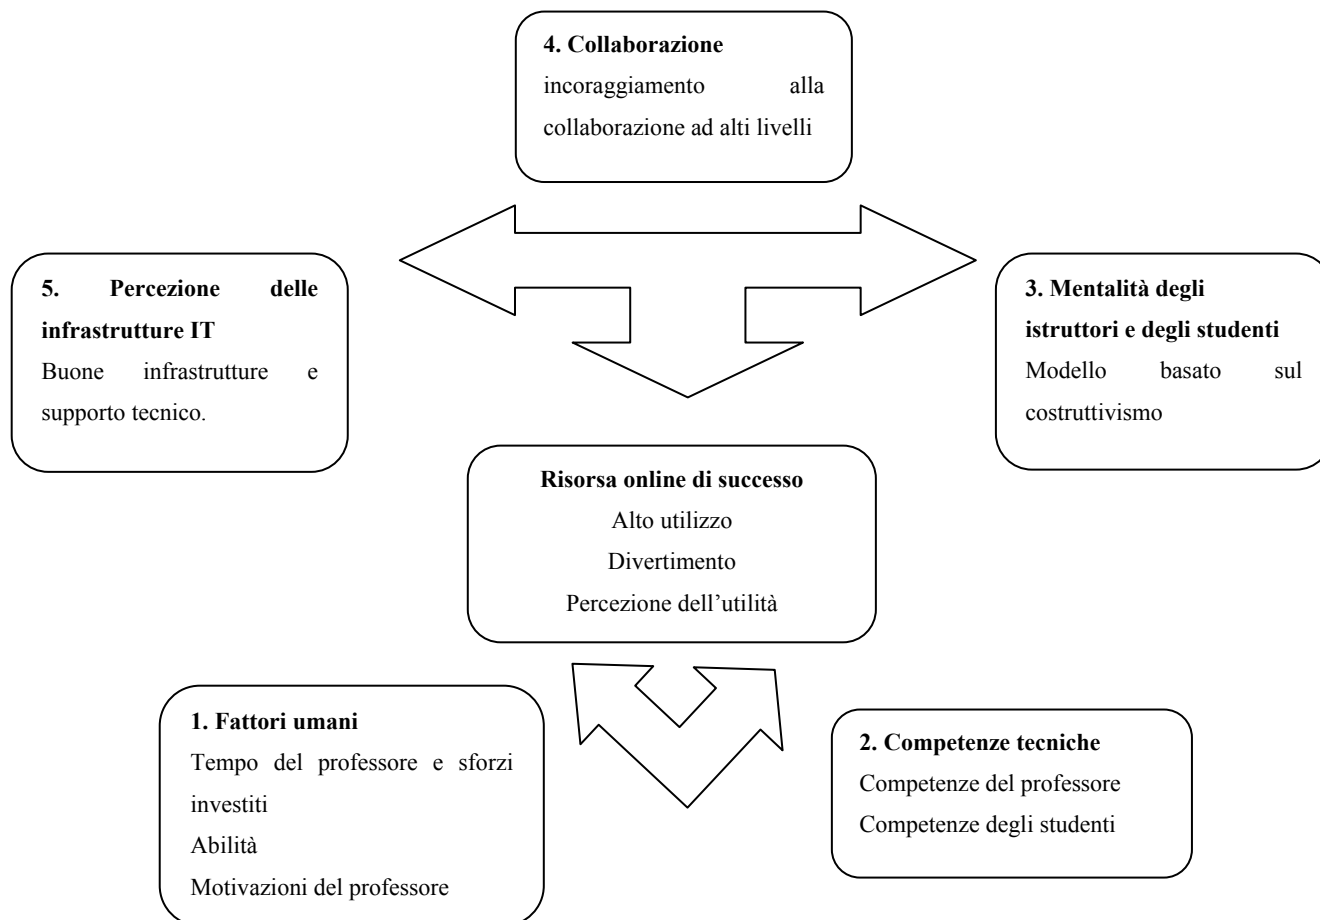 4. Collaborazione
incoraggiamento alla
collaborazione ad alti livelli
5. Percezione delle
infrastrutture IT
Buone infrastrutture e
supporto tecnico.
3. Mentalità degli
istruttori e degli studenti
Modello basato sul
costruttivismo
Risorsa online di successo
Alto utilizzo
Divertimento
Percezione dell’utilità
1. Fattori umani
Tempo del professore e sforzi
investiti
Abilità
Motivazioni del professore
2. Competenze tecniche
Competenze del professore
Competenze degli studenti